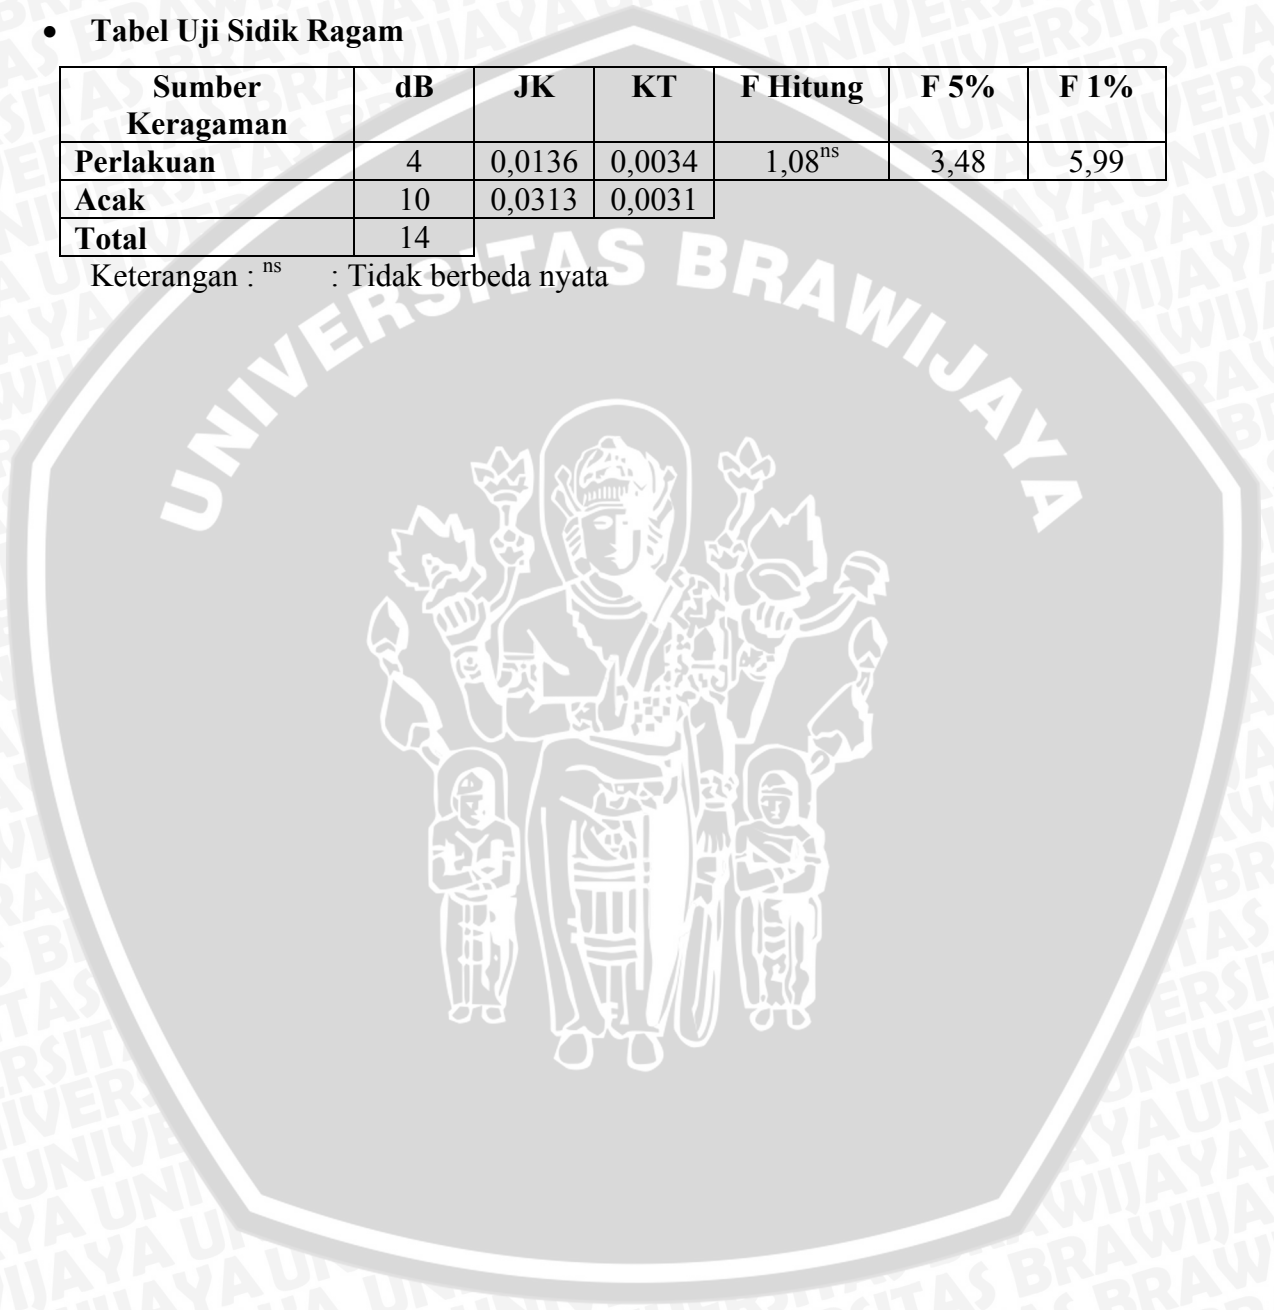 • Tabel Uji Sidik Ragam
Sumber Keragaman dB JK KT F Hitung F 5% F 1%
Perlakuan 4 0,0136 0,0034 1,08ns 3,48 5,99
Acak 10 0,0313 0,0031
Total 14
Keterangan : ns : Tidak berbeda nyata
UNIVERSITAS BRAWIJAYA